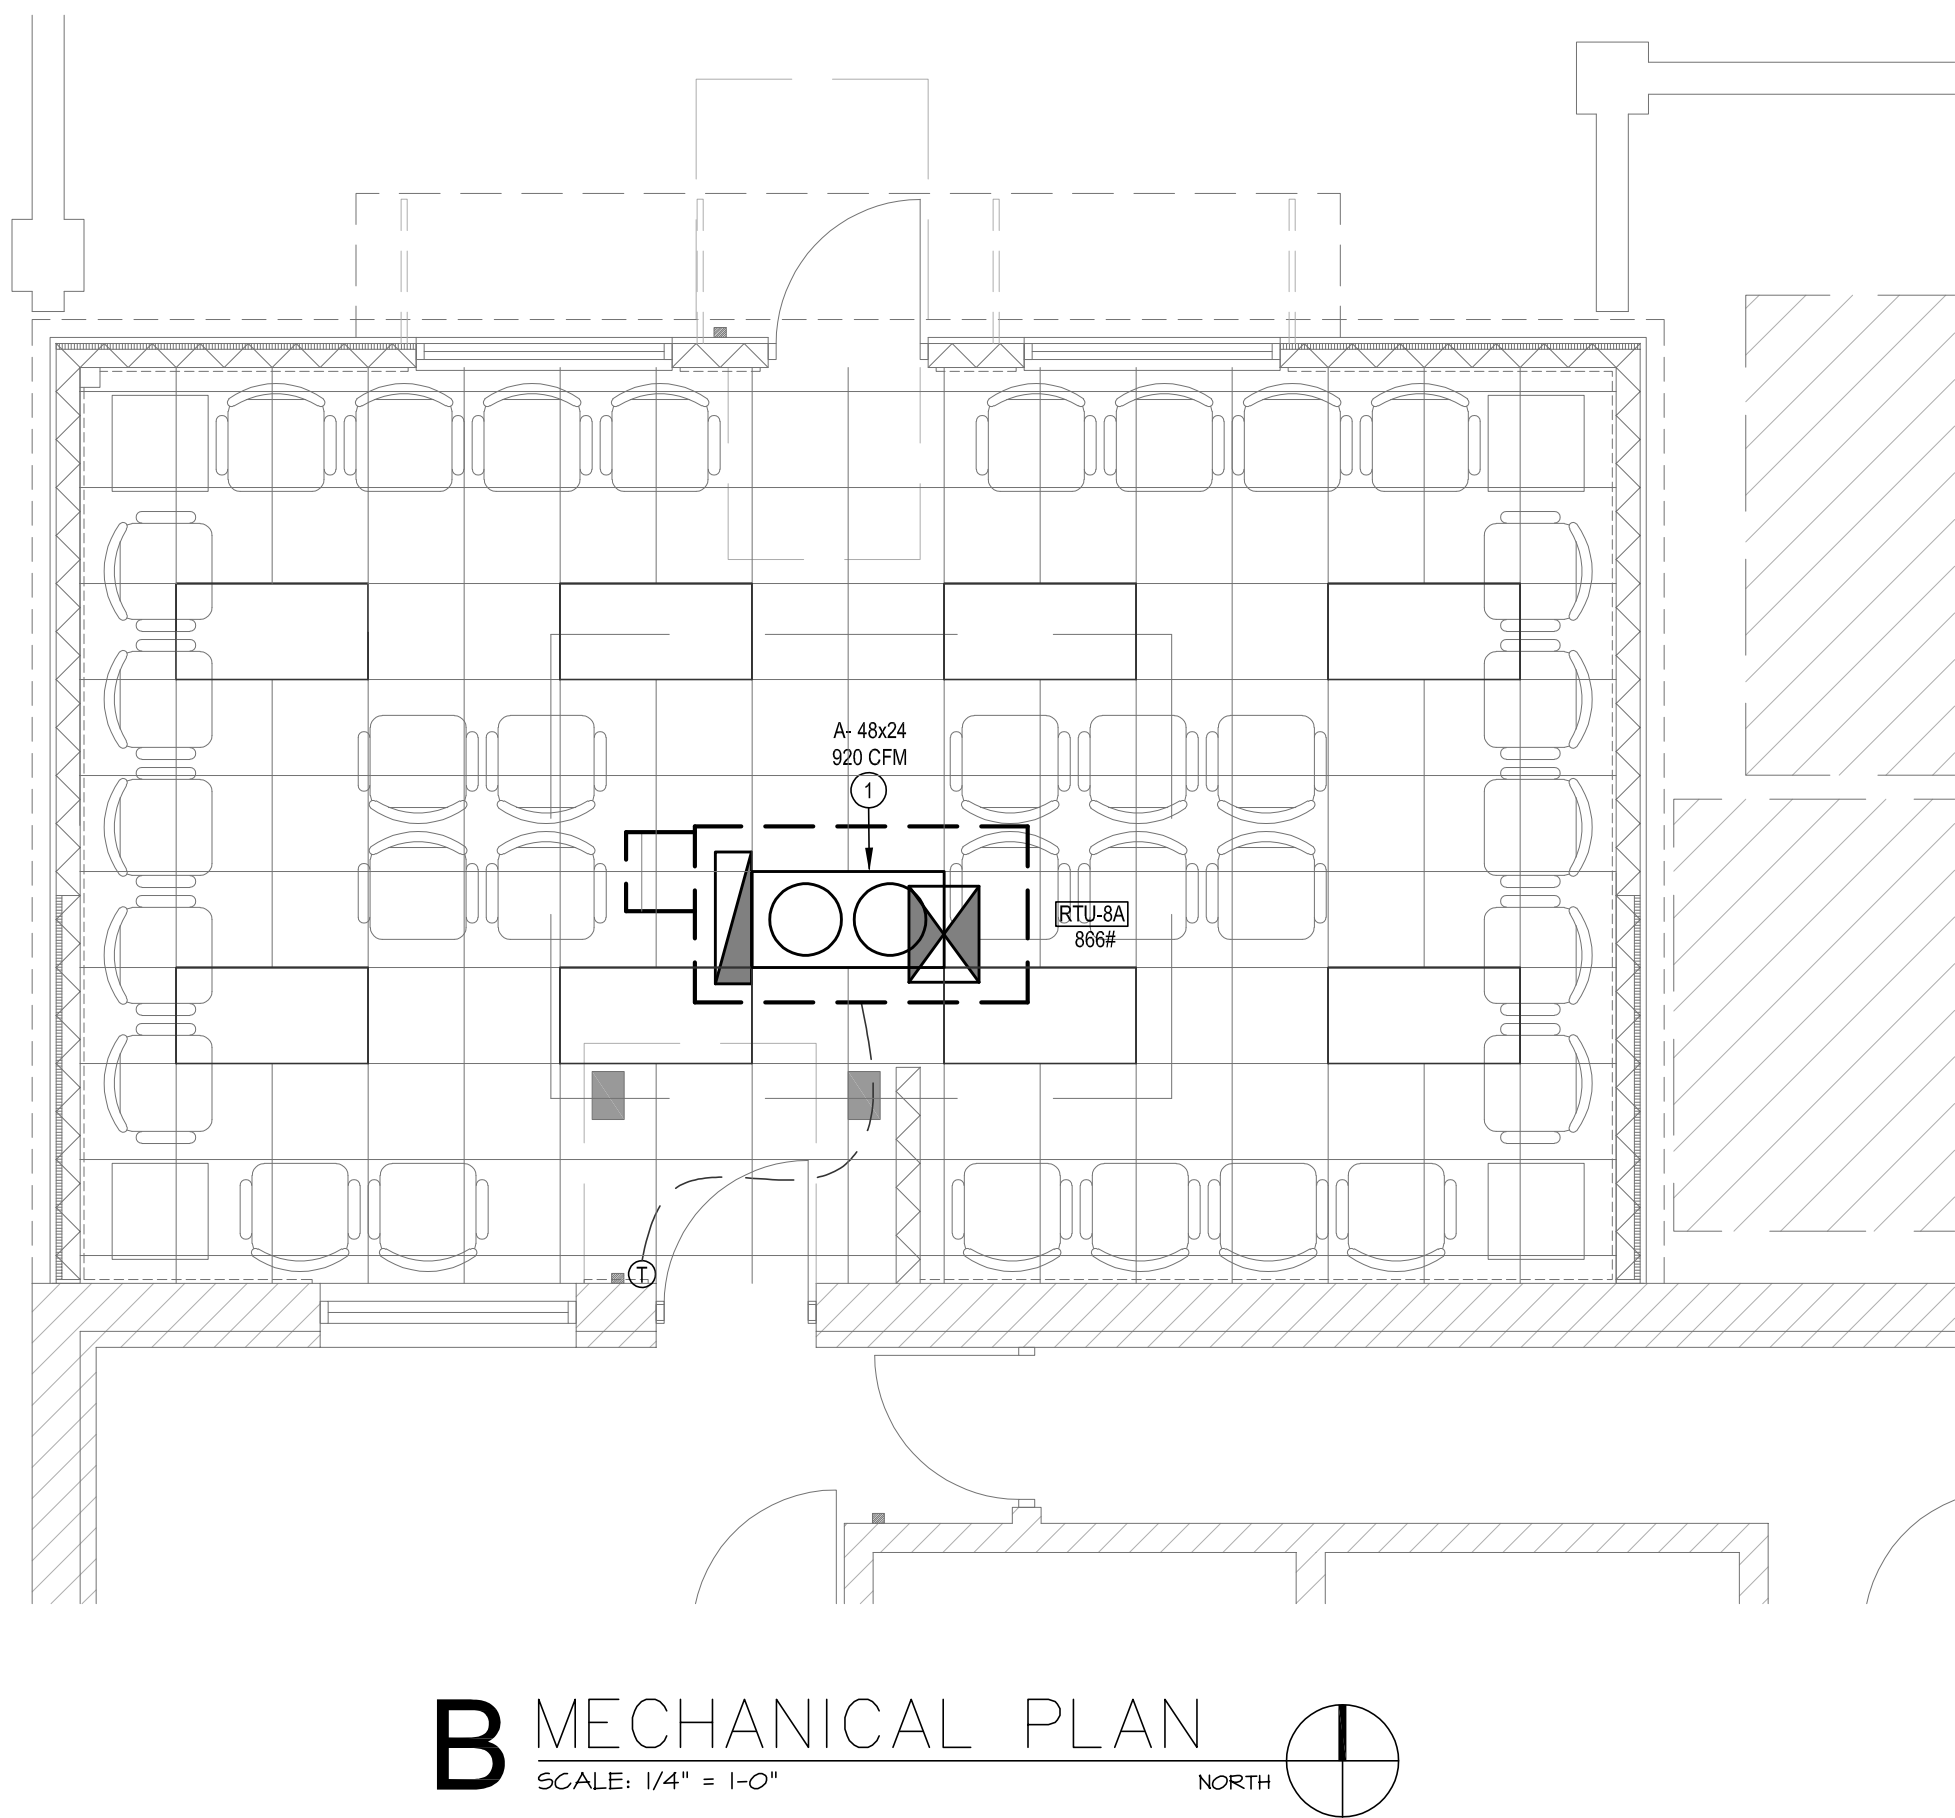 A- 48x24
920 CFM
1
RTU-8A
866#
T
B MECHANICAL PLAN
SCALE: 1/4" = 1-0"
NORTH